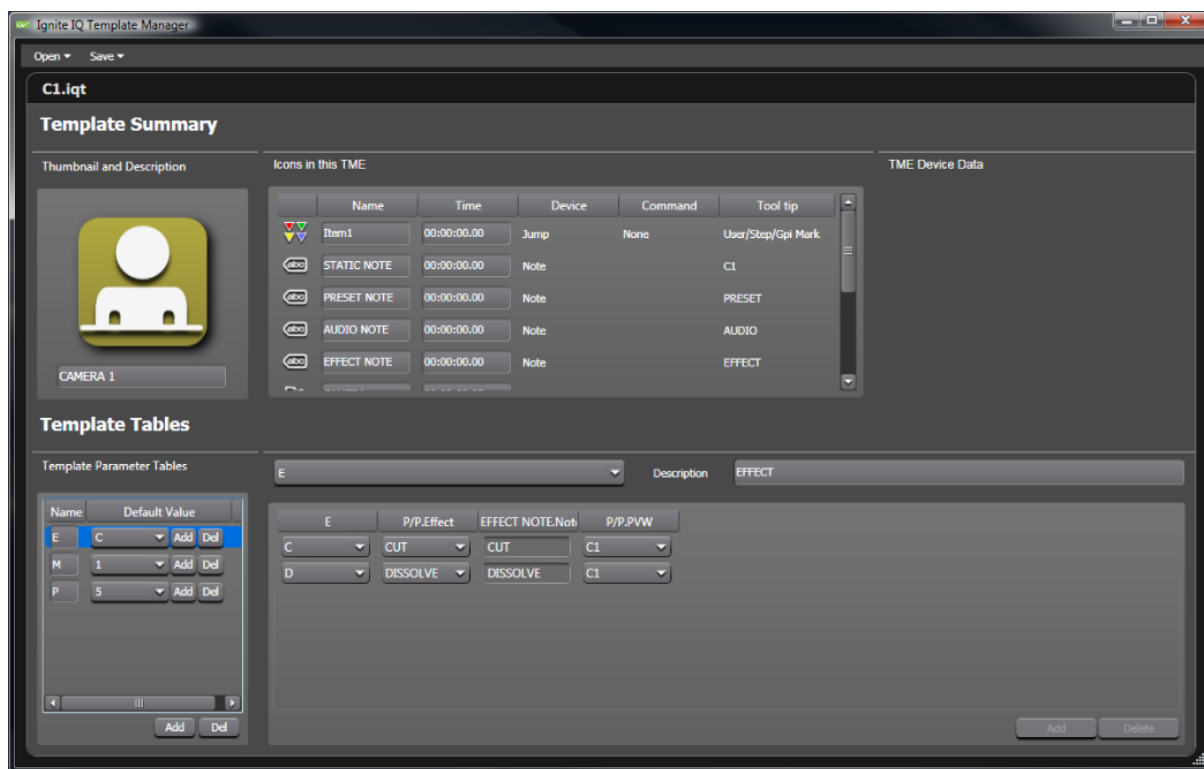 Ignite IQ Template Manager
Open Save
C1.iqt
Template Summary
Thumbnail and Description Icons in this TME TME Device Data
Name Time Device Command Tool tip
Item1 00:00:00.00 Jump None User/Step/Gpi Mark
abc STATIC NOTE 00:00:00.00 Note C1
abc PRESET NOTE 00:00:00.00 Note PRESET
abc AUDIO NOTE 00:00:00.00 Note AUDIO
abc EFFECT NOTE 00:00:00.00 Note EFFECT
CAMERA 1
Template Tables
Template Parameter Tables E Description EFFECT
Name Default Value
E C Add Del
M 1 Add Del
P 5 Add Del
Add Del
E P/P.Effect EFFECT NOTE.Not P/P.PVW
C CUT CUT C1
D DISSOLVE DISSOLVE C1
Add Delete